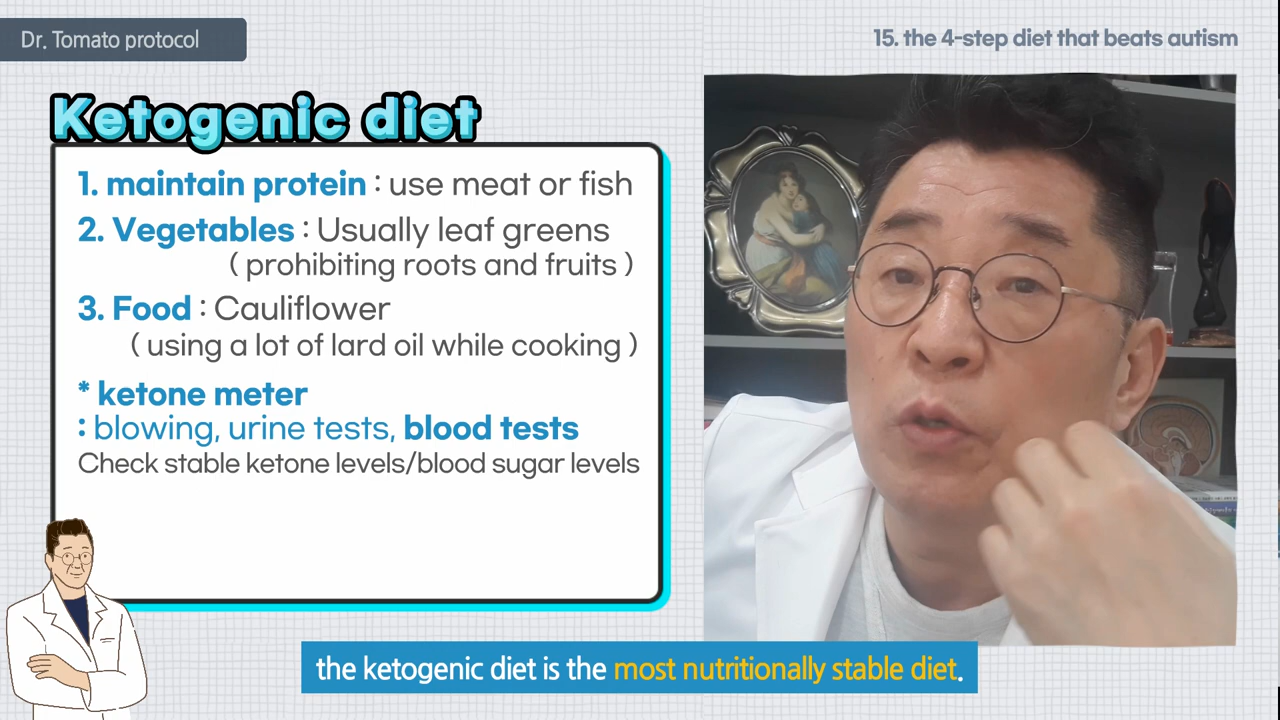 Dr. Tomato protocol
15. the 4-step diet that beats autism
Ketogenic diet
1. maintain protein : use meat or fish
2. Vegetables : Usually leaf greens
( prohibiting roots and fruits )
3. Food : Cauliflower
( using a lot of lard oil while cooking )
* ketone meter
: blowing, urine tests, blood tests
Check stable ketone levels/blood sugar levels
the ketogenic diet is the most nutritionally stable diet.